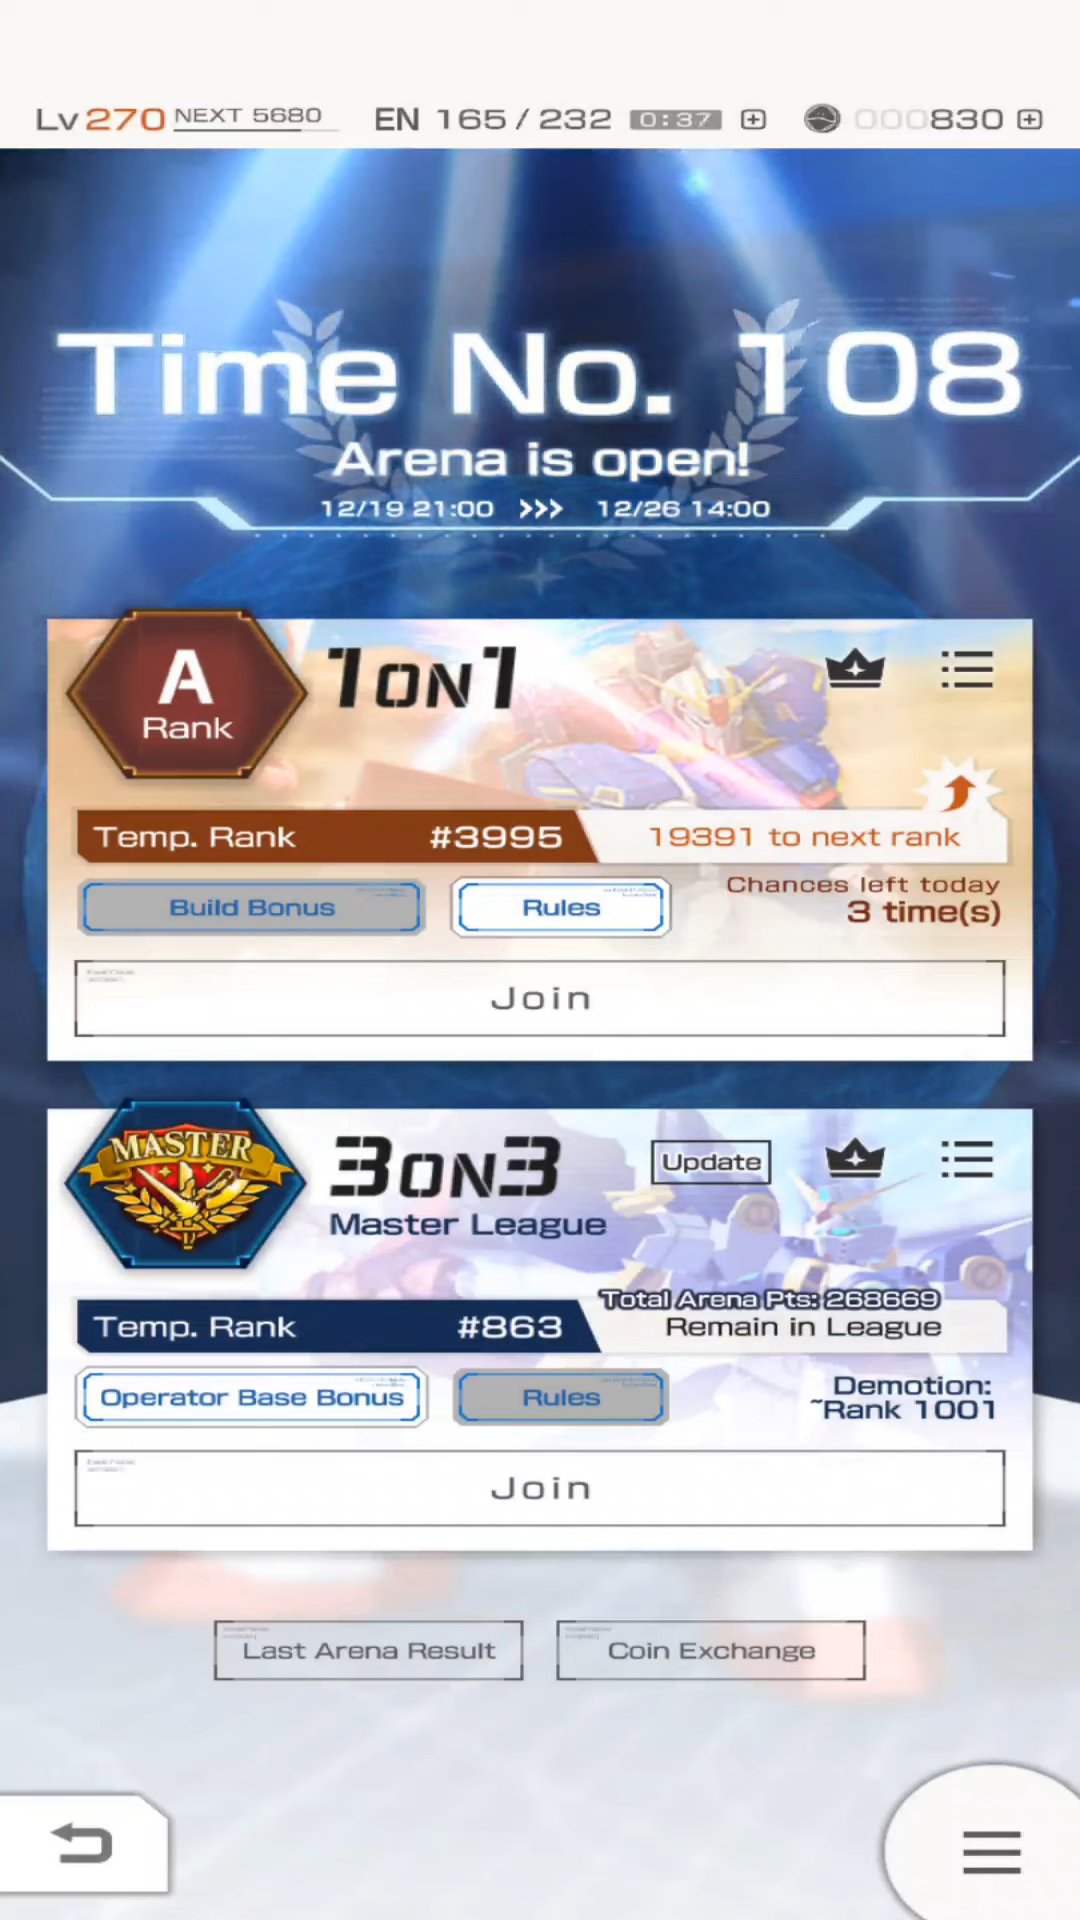 Lv270 NEXT 5680 EN 165/232 0:37 000830
Time No. 108
Arena is open!
12/19 21:00 >>> 12/26 14:00
A
Rank
1ON1
Temp. Rank #3995 19391 to next rank
Build Bonus Rules
Chances left today
3 time(s)
Join
MASTER
3ON3 Update
Master League
Total Arena Pts: 268669
Temp. Rank #863 Remain in League
Operator Base Bonus Rules
Demotion:
~Rank 1001
Join
Last Arena Result Coin Exchange